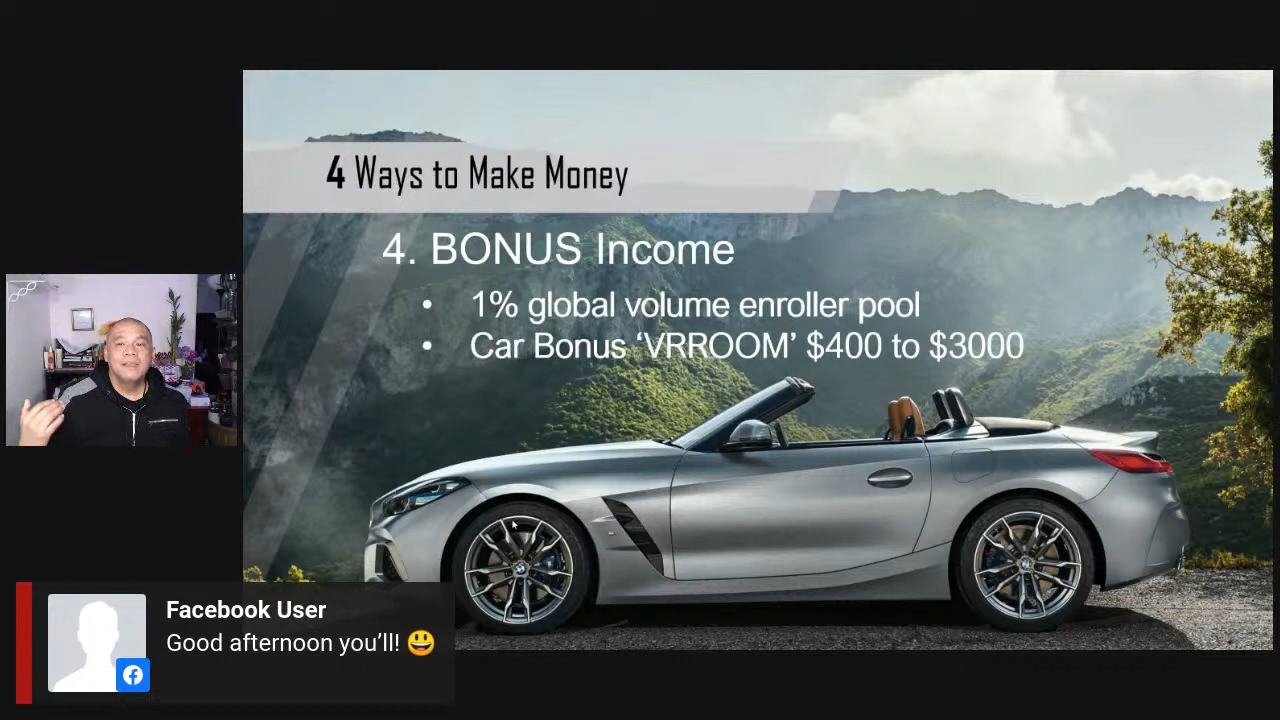 4 Ways to Make Money
4. BONUS Income
• 1% global volume enroller pool
• Car Bonus ‘VRROOM’ $400 to $3000
Facebook User
Good afternoon you’ll! 😃